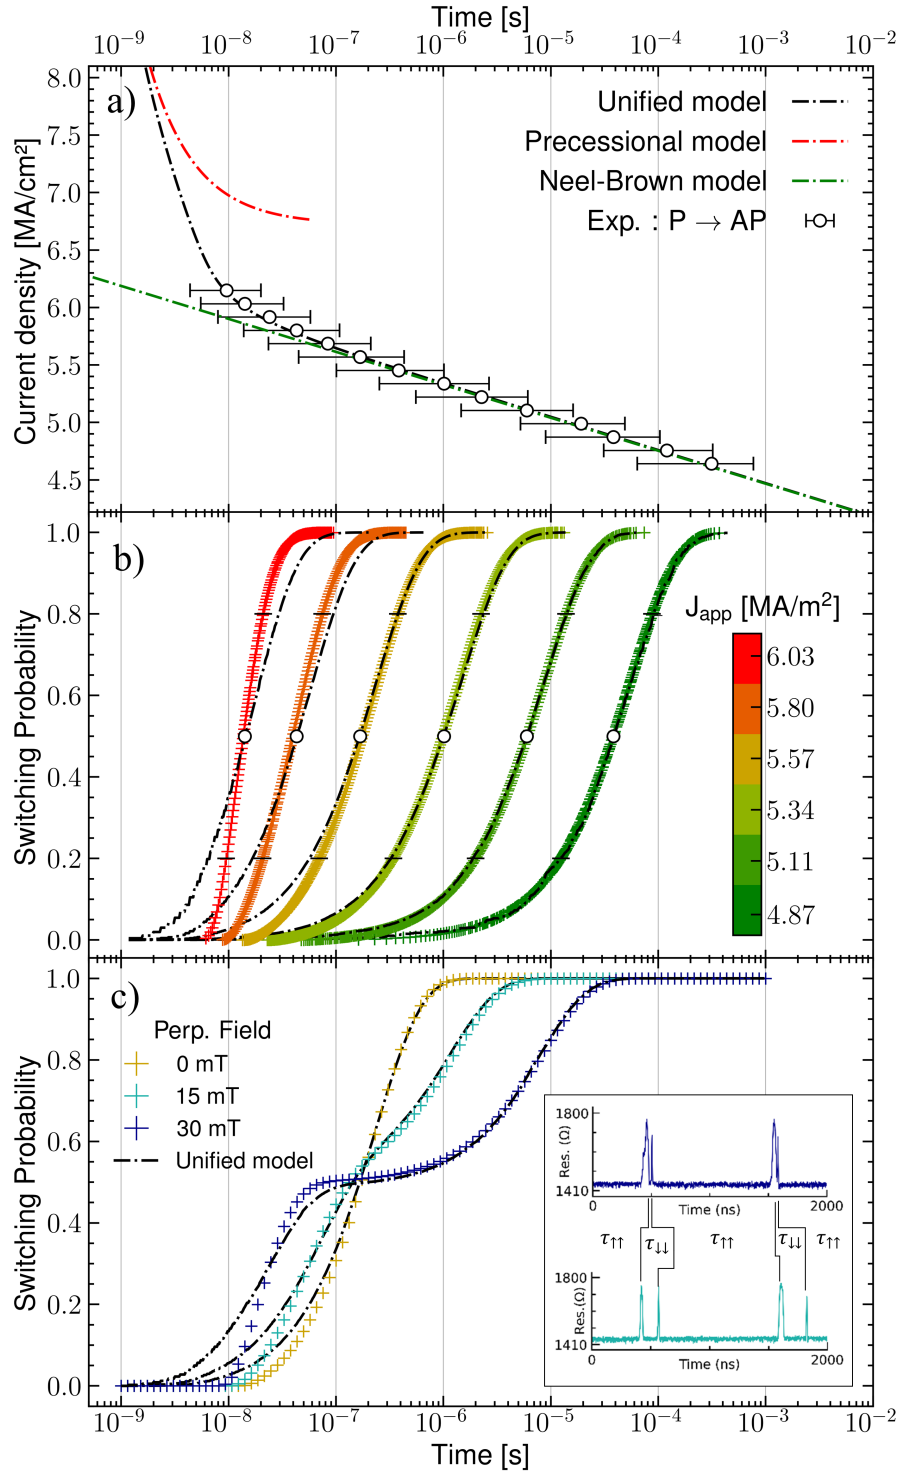 Time [s]
10⁻⁹ 10⁻⁸ 10⁻⁷ 10⁻⁶ 10⁻⁵ 10⁻⁴ 10⁻³ 10⁻²
a)
Current density [MA/cm²]
8.0
7.5
7.0
6.5
6.0
5.5
5.0
4.5
Unified model
Precessional model
Neel-Brown model
Exp. : P → AP
b)
Switching Probability
1.0
0.8
0.6
0.4
0.2
0.0
J_app [MA/m²]
6.03
5.80
5.57
5.34
5.11
4.87
c)
Switching Probability
1.0
0.8
0.6
0.4
0.2
0.0
Perp. Field
0 mT
15 mT
30 mT
Unified model
1800
Res. (Ω)
1410
0 Time (ns) 2000
τ↑↑ τ↓↓ τ↑↑ τ↓↓ τ↑↑
1800
Res.(Ω)
1410
0 Time (ns) 2000
10⁻⁹ 10⁻⁸ 10⁻⁷ 10⁻⁶ 10⁻⁵ 10⁻⁴ 10⁻³ 10⁻²
Time [s]